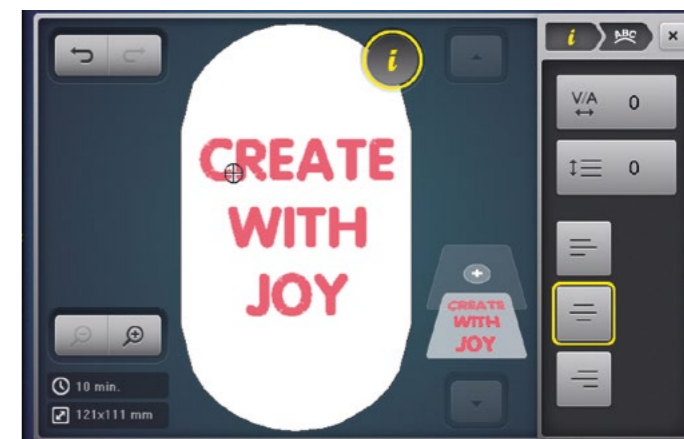 i
i
ABC
V/A 0
0
CREATE
WITH
JOY
CREATE
WITH
JOY
10 min.
121x111 mm